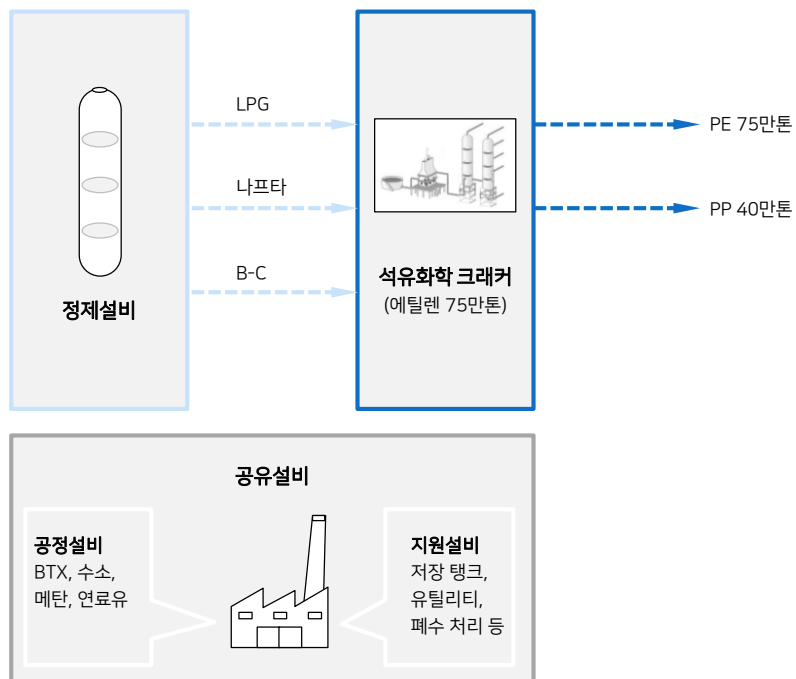 LPG
나프타
B-C
정제설비
석유화학 크래커
(에틸렌 75만톤)
PE 75만톤
PP 40만톤
공유설비
공정설비
BTX, 수소,
메탄, 연료유
지원설비
저장 탱크,
유틸리티,
폐수 처리 등